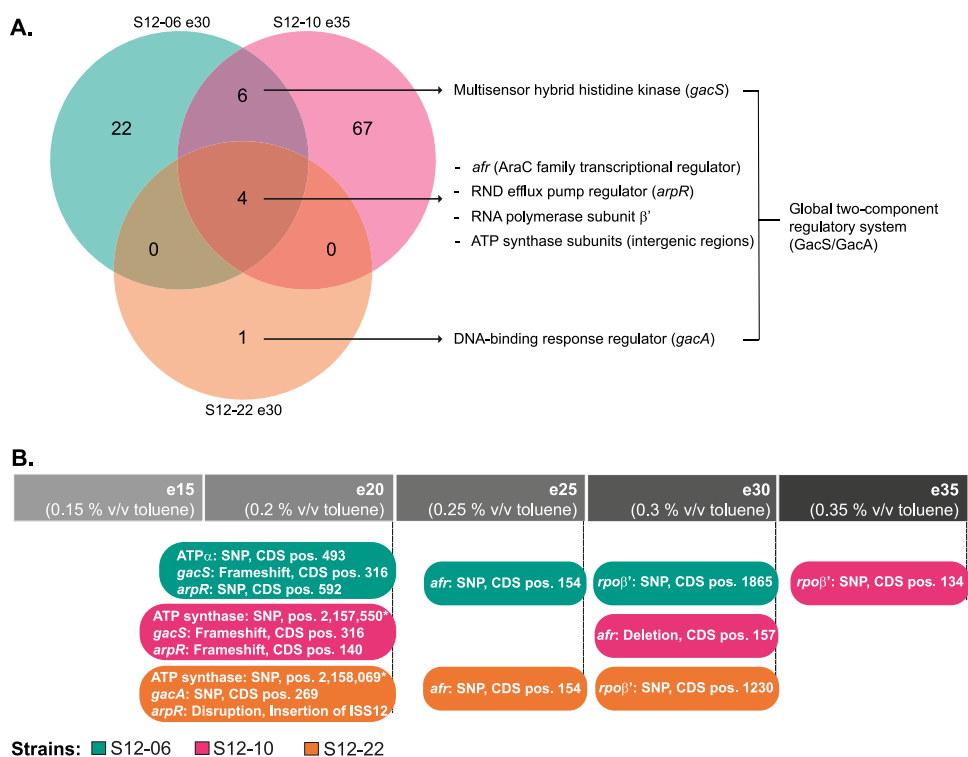 A.
S12-06 e30
S12-10 e35
22
6
67
4
0
0
1
S12-22 e30
Multisensor hybrid histidine kinase (gacS)
- afr (AraC family transcriptional regulator)
- RND efflux pump regulator (arpR)
- RNA polymerase subunit β’
- ATP synthase subunits (intergenic regions)
DNA-binding response regulator (gacA)
Global two-component
regulatory system
(GacS/GacA)
B.
e15
(0.15 % v/v toluene)
e20
(0.2 % v/v toluene)
e25
(0.25 % v/v toluene)
e30
(0.3 % v/v toluene)
e35
(0.35 % v/v toluene)
ATPα: SNP, CDS pos. 493
gacS: Frameshift, CDS pos. 316
arpR: SNP, CDS pos. 592
afr: SNP, CDS pos. 154
rpoβ’: SNP, CDS pos. 1865
rpoβ’: SNP, CDS pos. 134
ATP synthase: SNP, pos. 2,157,550*
gacS: Frameshift, CDS pos. 316
arpR: Frameshift, CDS pos. 140
afr: Deletion, CDS pos. 157
ATP synthase: SNP, pos. 2,158,069*
gacA: SNP, CDS pos. 269
arpR: Disruption, Insertion of ISS12
afr: SNP, CDS pos. 154
rpoβ’: SNP, CDS pos. 1230
Strains: S12-06 S12-10 S12-22